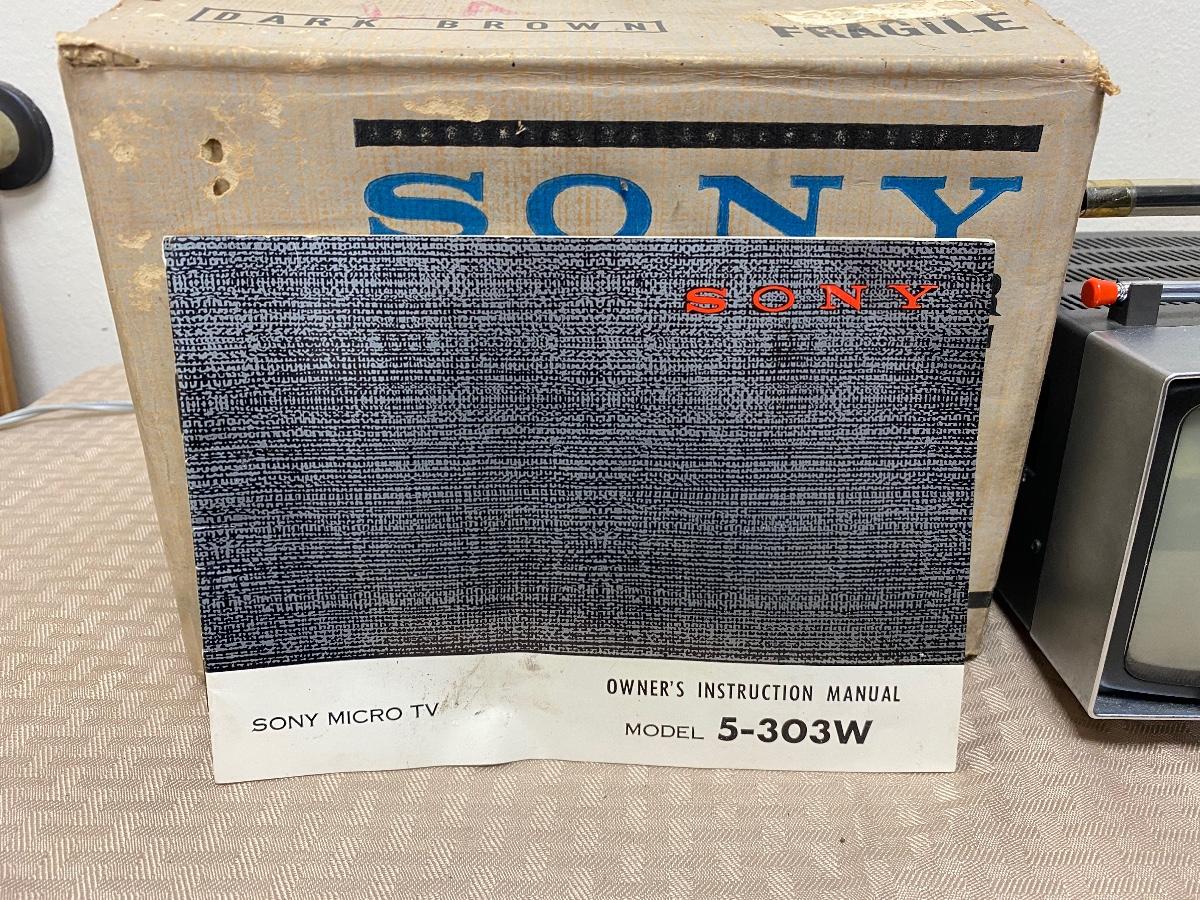 DARK BROWN
FRAGILE
SONY
SONY
OWNER'S INSTRUCTION MANUAL
SONY MICRO TV
MODEL 5-303W